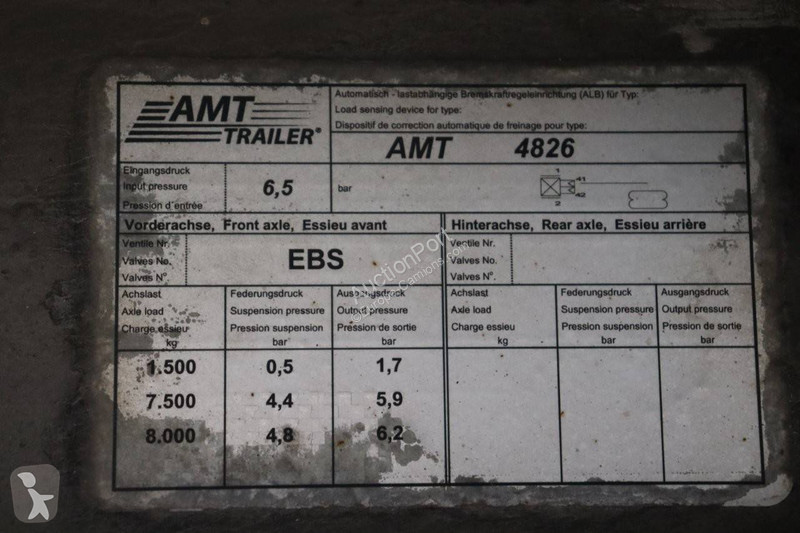 AMT
TRAILER®
Automatisch - lastabhängige Bremskraftregeleinrichtung (ALB) für Typ:
Load sensing device for type:
Dispositif de correction automatique de freinage pour type:
AMT 4826
Eingangsdruck
Input pressure
Pression d´entrée
6,5
bar
Vorderachse, Front axle, Essieu avant
Hinterachse, Rear axle, Essieu arrière
Ventile Nr.
Valves No.
Valves N°.
EBS
Ventile Nr.
Valves No.
Valves N°.
Achslast
Axle load
Charge essieu
kg
Federungsdruck
Suspension pressure
Pression suspension
bar
Ausgangsdruck
Output pressure
Pression de sortie
bar
Achslast
Axle load
Charge essieu
kg
Federungsdruck
Suspension pressure
Pression suspension
bar
Ausgangsdruck
Output pressure
Pression de sortie
bar
1.500 0,5 1,7
7.500 4,4 5,9
8.000 4,8 6,2
AuctionPort